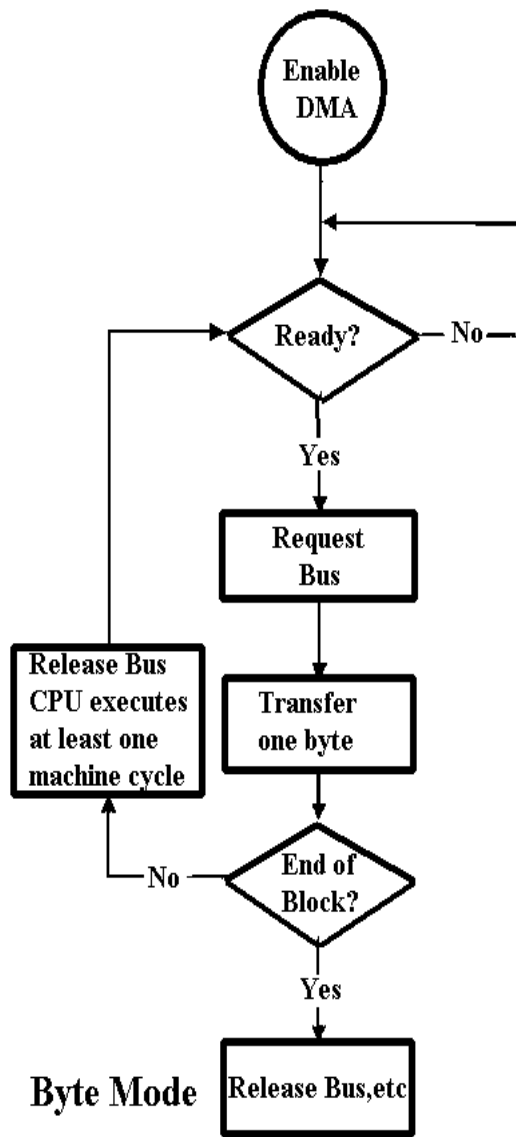 Enable
DMA
Ready?
No
Yes
Request
Bus
Release Bus
CPU executes
at least one
machine cycle
Transfer
one byte
End of
Block?
No
Yes
Byte Mode
Release Bus,etc